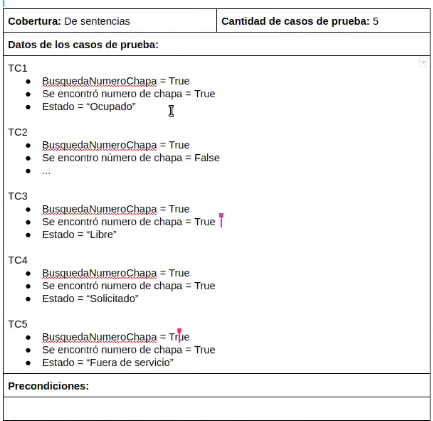 Cobertura: De sentencias
Cantidad de casos de prueba: 5
Datos de los casos de prueba:
TC1
● BusquedaNumeroChapa = True
● Se encontró numero de chapa = True
● Estado = “Ocupado”
TC2
● BusquedaNumeroChapa = True
● Se encontro número de chapa = False
● ...
TC3
● BusquedaNumeroChapa = True
● Se encontró numero de chapa = True
● Estado = “Libre”
TC4
● BusquedaNumeroChapa = True
● Se encontró numero de chapa = True
● Estado = “Solicitado”
TC5
● BusquedaNumeroChapa = True
● Se encontró numero de chapa = True
● Estado = “Fuera de servicio”
Precondiciones: